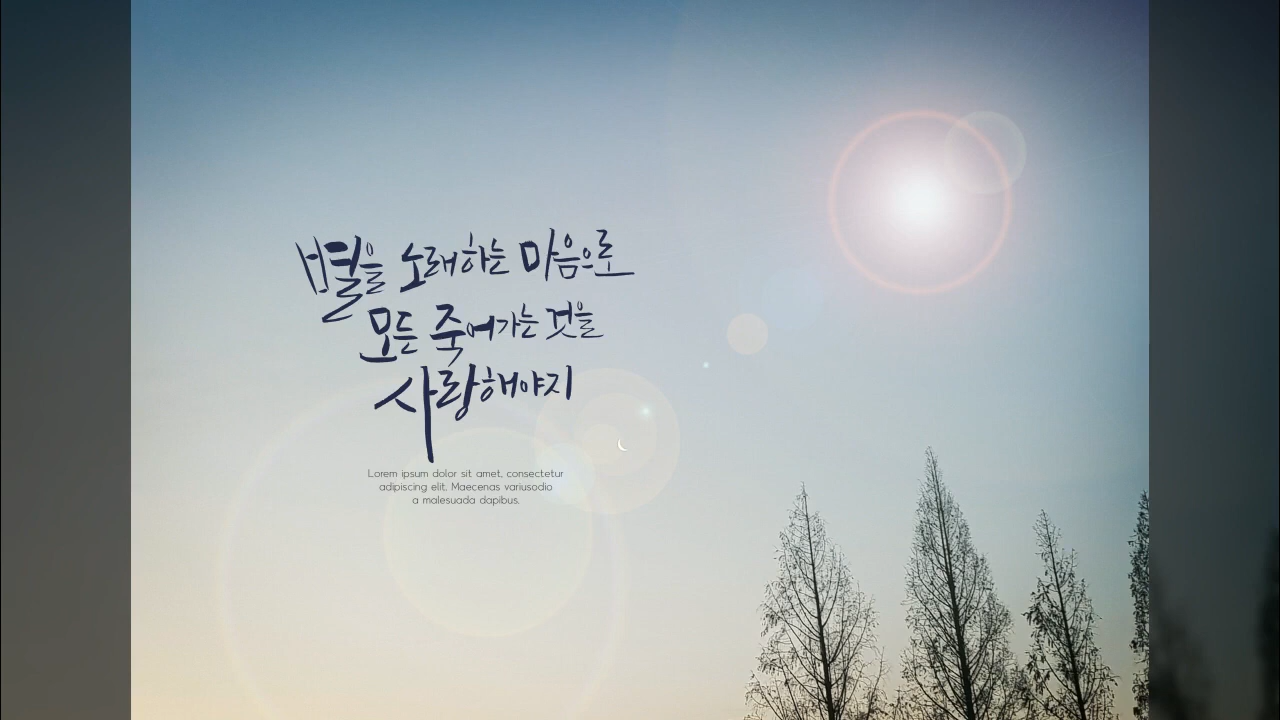 별을 노래하는 마음으로
모든 죽어가는 것을
사랑해야지
Lorem ipsum dolor sit amet, consectetur
adipiscing elit. Maecenas variusodio
a malesuada dapibus.